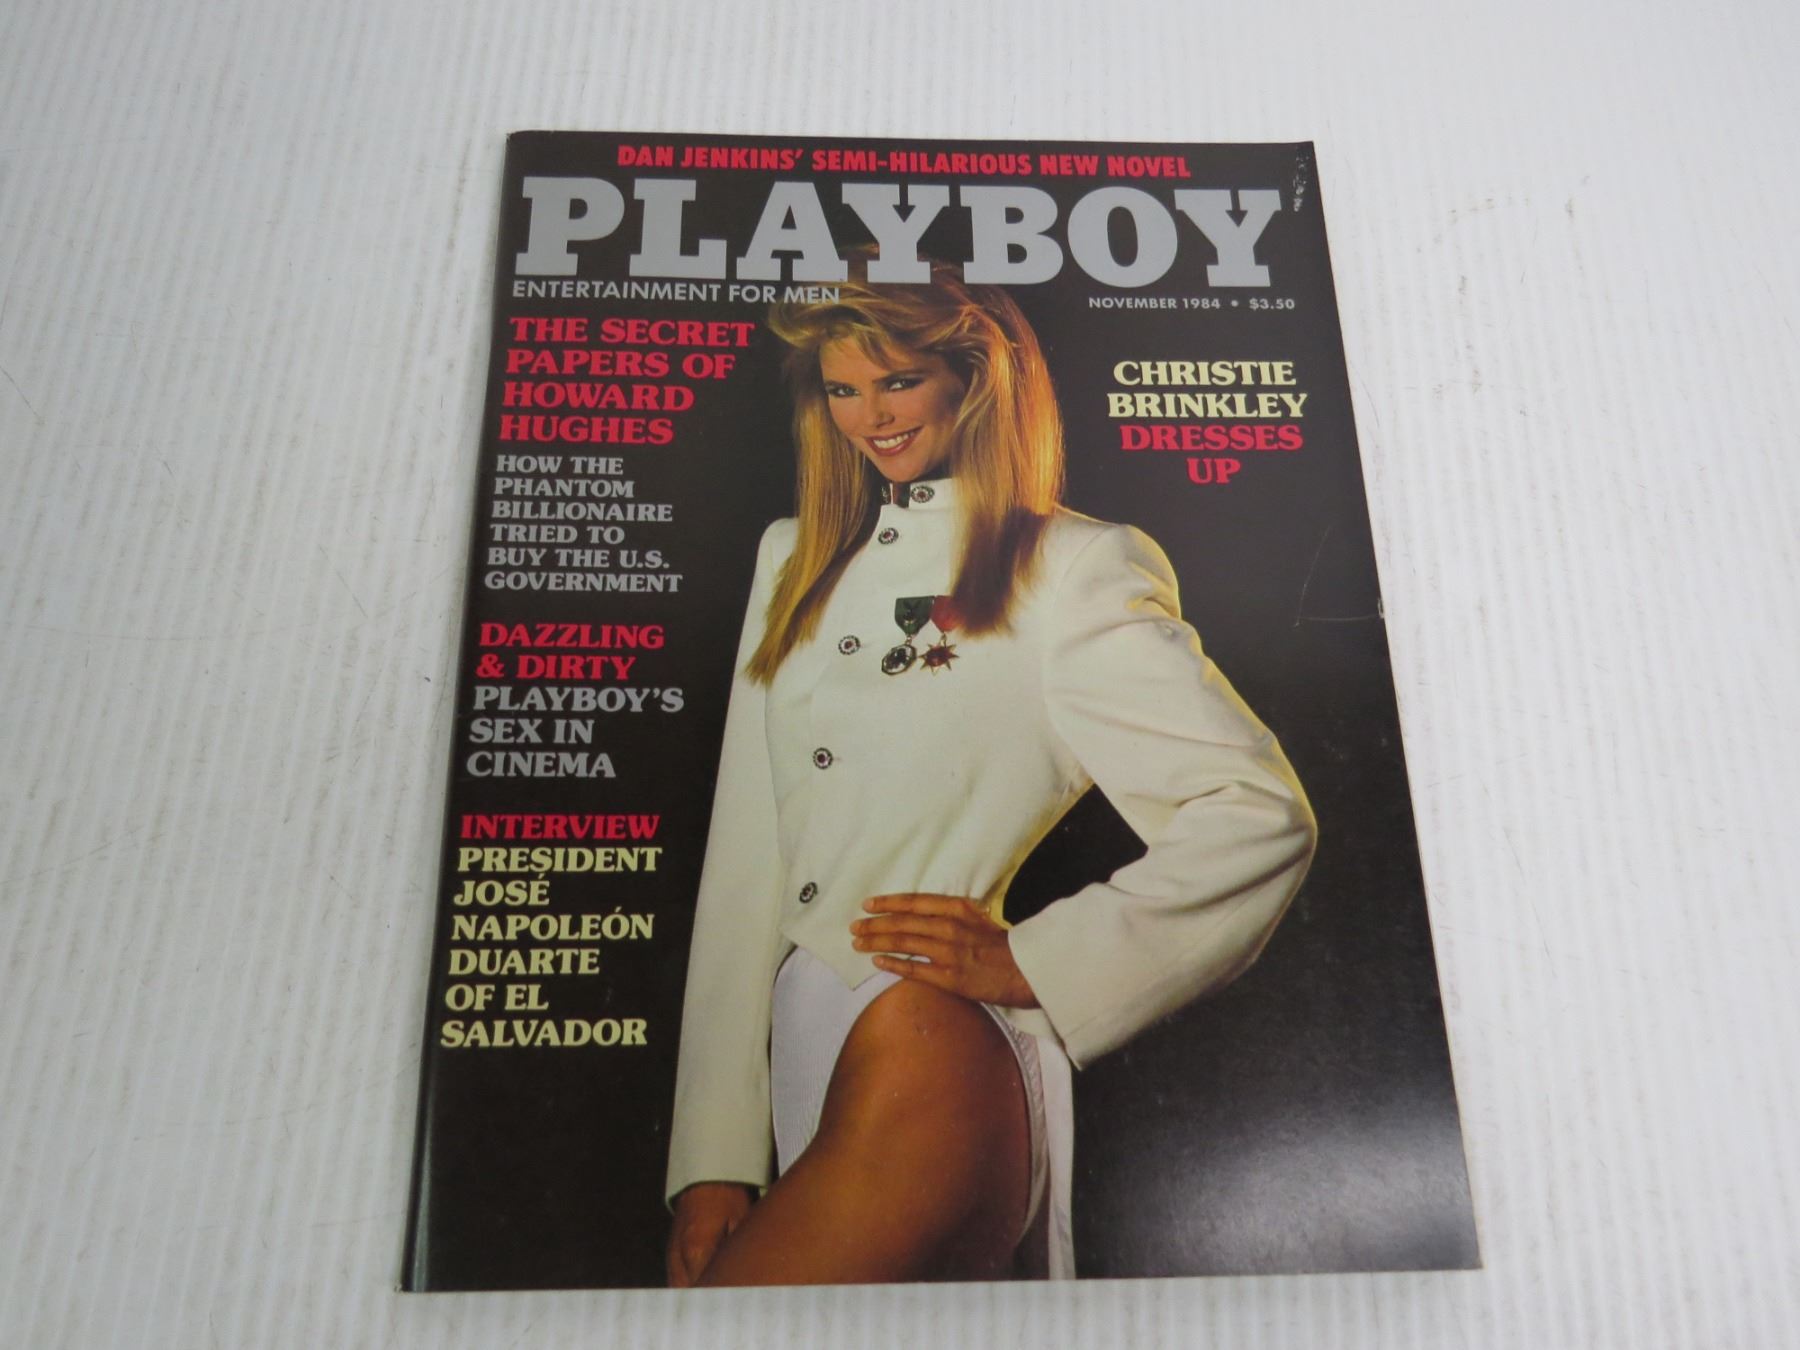 DAN JENKINS' SEMI-HILARIOUS NEW NOVEL
PLAYBOY
ENTERTAINMENT FOR MEN
NOVEMBER 1984 • $3.50
THE SECRET
PAPERS OF
HOWARD
HUGHES
HOW THE
PHANTOM
BILLIONAIRE
TRIED TO
BUY THE U.S.
GOVERNMENT
DAZZLING
& DIRTY
PLAYBOY'S
SEX IN
CINEMA
INTERVIEW
PRESIDENT
JOSÉ
NAPOLEÓN
DUARTE
OF EL
SALVADOR
CHRISTIE
BRINKLEY
DRESSES
UP